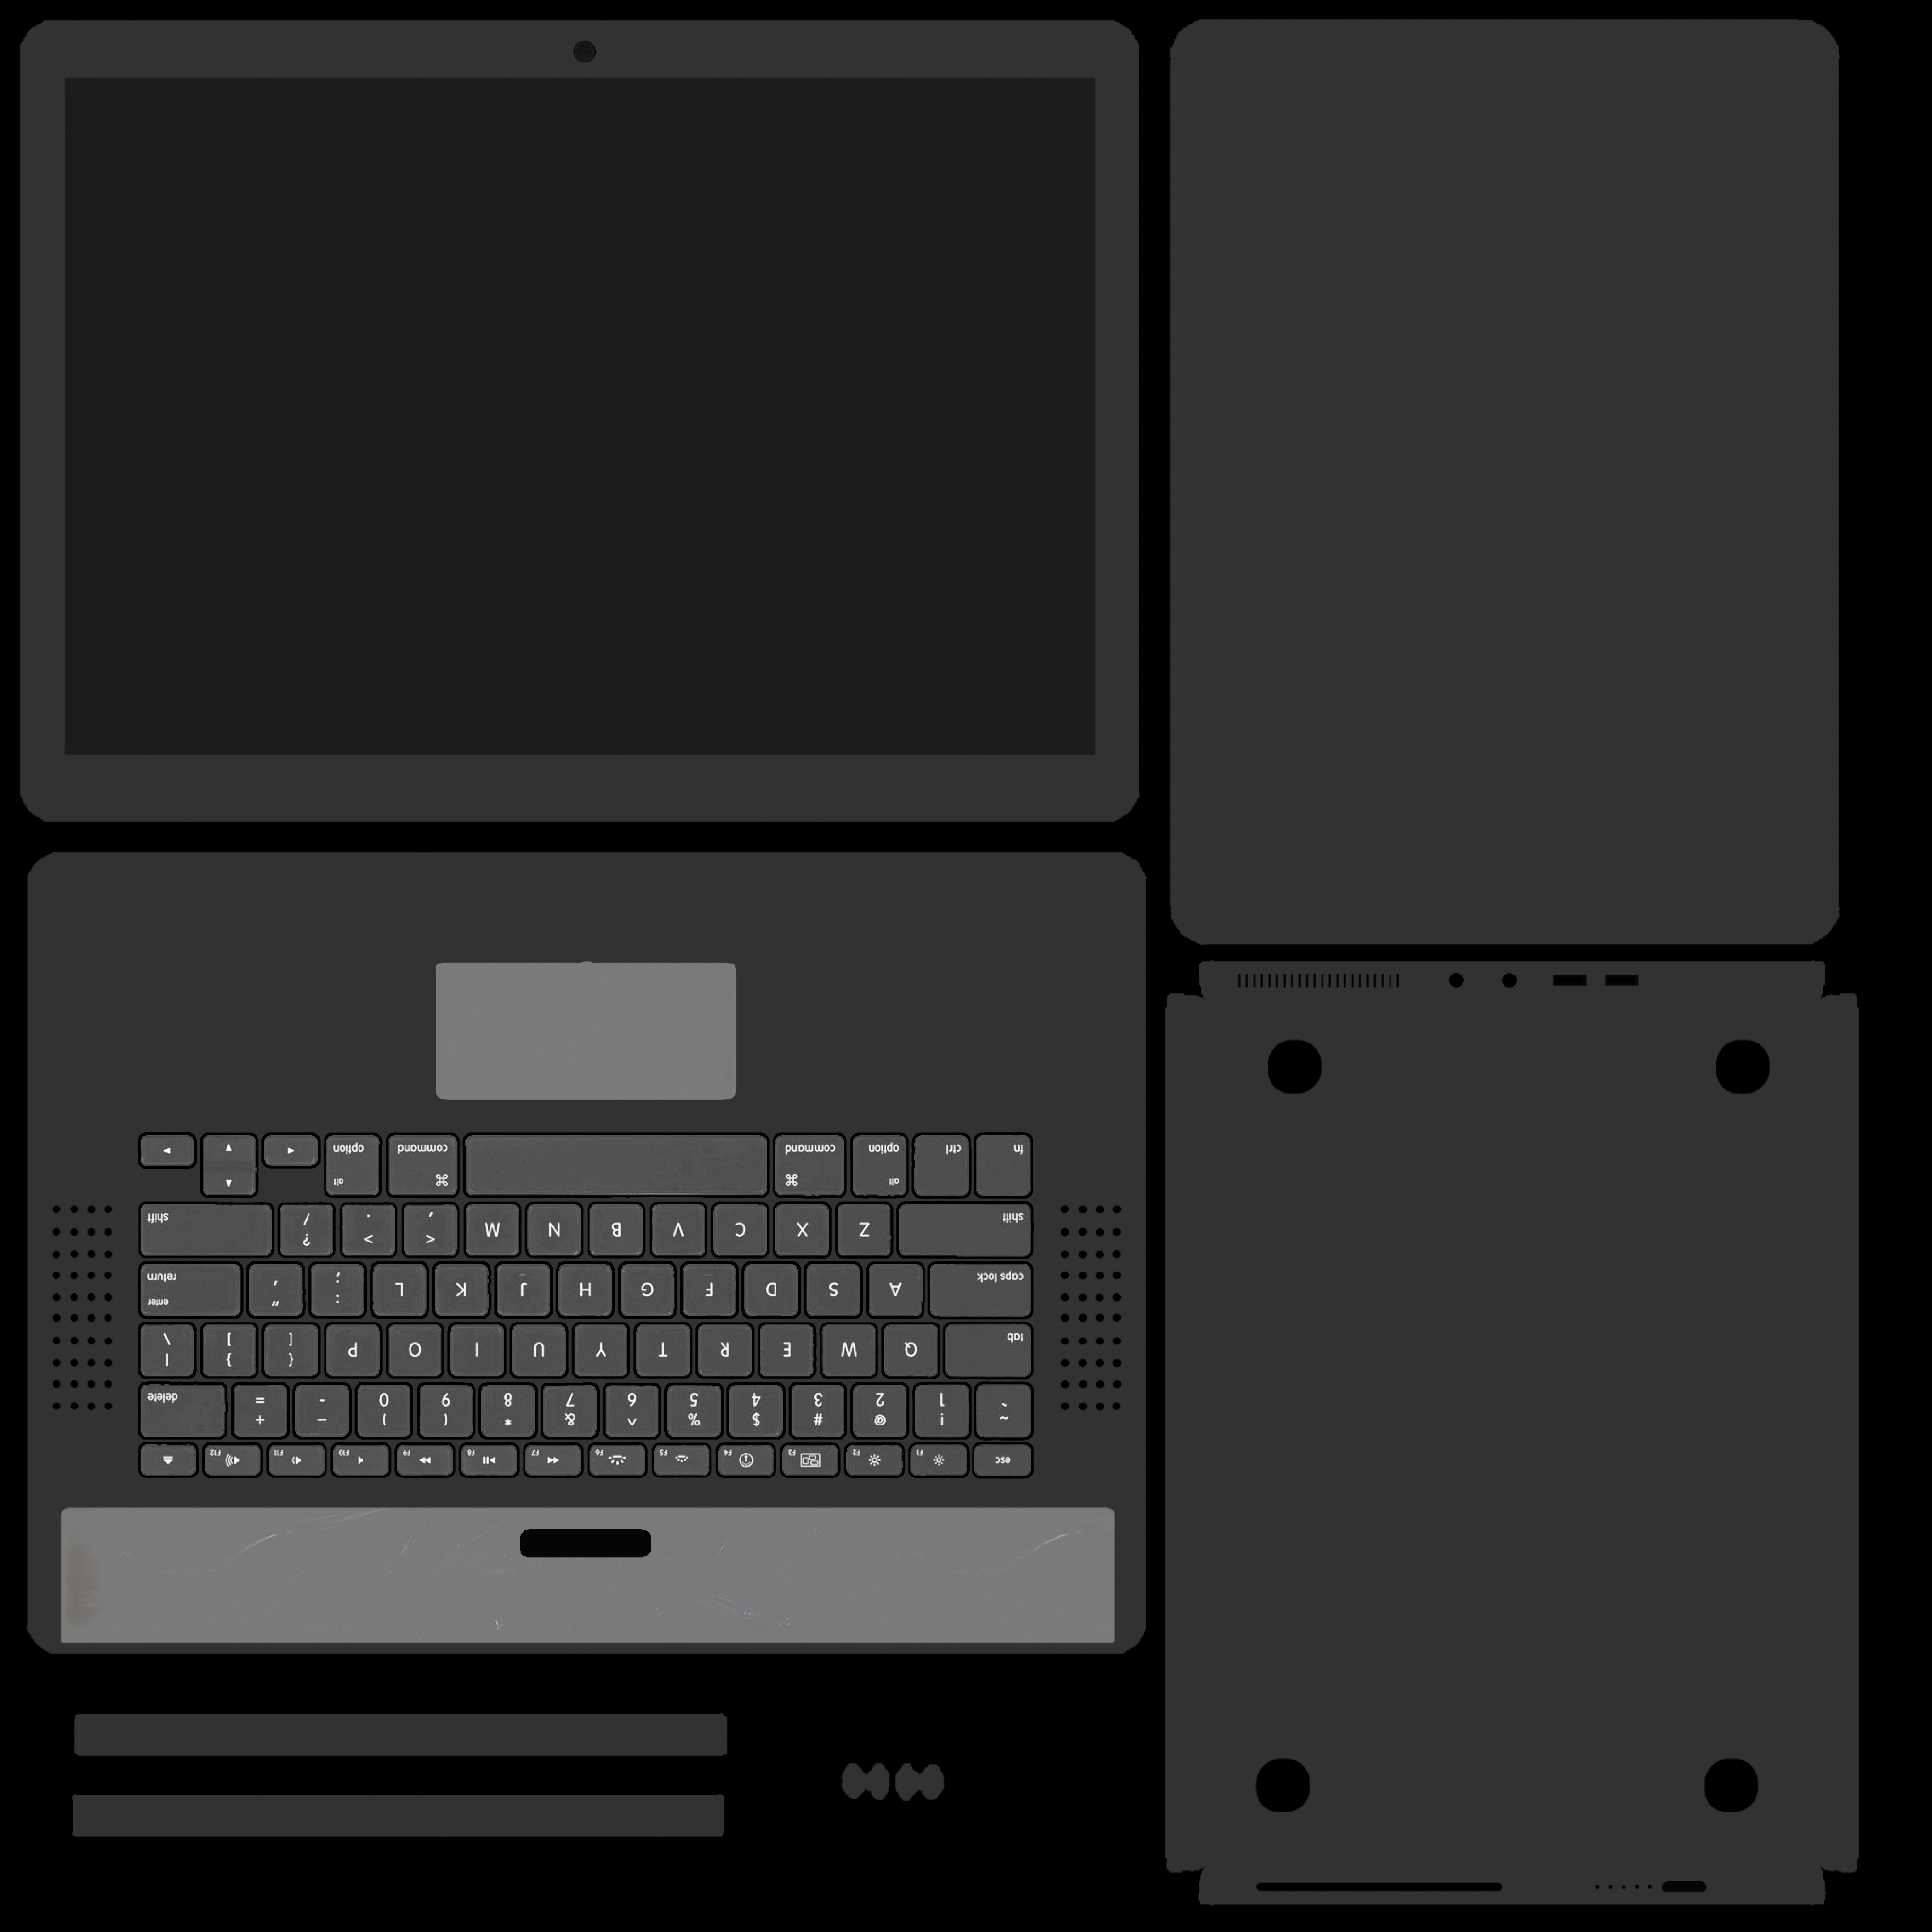 esc F1 F2 F3 F4 F5 F6 F7 F8 F9 F10 F11 F12
~ ! @ # $ % ^ & * ( ) _ +
` 1 2 3 4 5 6 7 8 9 0 - = delete
tab Q W E R T Y U I O P { } |
[ ] \
caps lock A S D F G H J K L : " enter
; ' return
shift Z X C V B N M < > ? shift
, . /
alt ⌘ ⌘ alt
fn ctrl option command command option